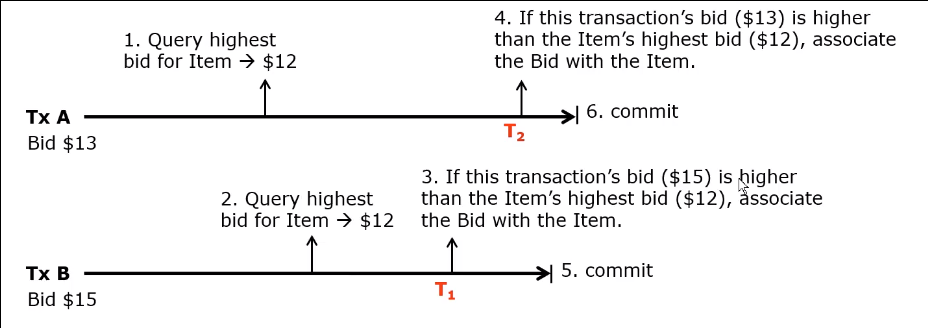 1. Query highest
bid for Item → $12
4. If this transaction's bid ($13) is higher
than the Item's highest bid ($12), associate
the Bid with the Item.
Tx A
Bid $13
T2
6. commit
2. Query highest
bid for Item → $12
3. If this transaction's bid ($15) is higher
than the Item's highest bid ($12), associate
the Bid with the Item.
Tx B
Bid $15
T1
5. commit